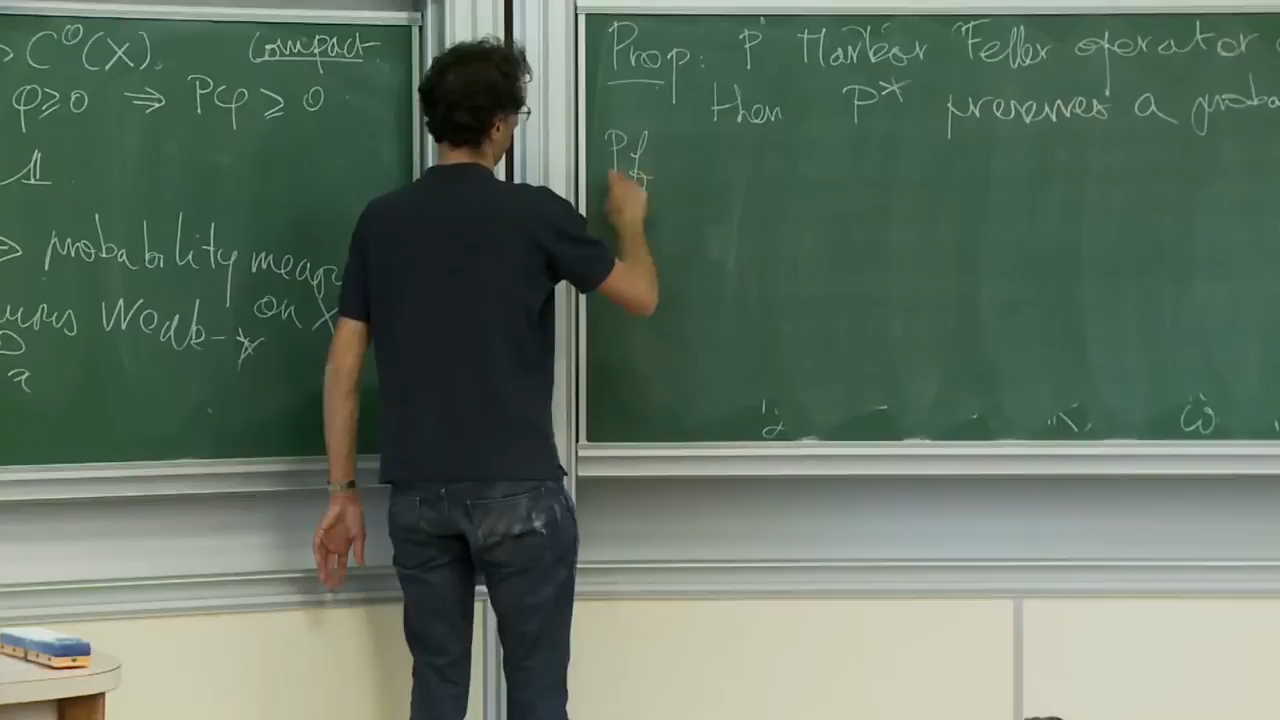 > C⁰(X). Compact
φ ≥ 0 ⇒ Pφ ≥ 0
𝟙.
⇒ probability meas
on X
Weak-*
x
Prop: P Markov Feller operator
then P* preserves a proba
Pf